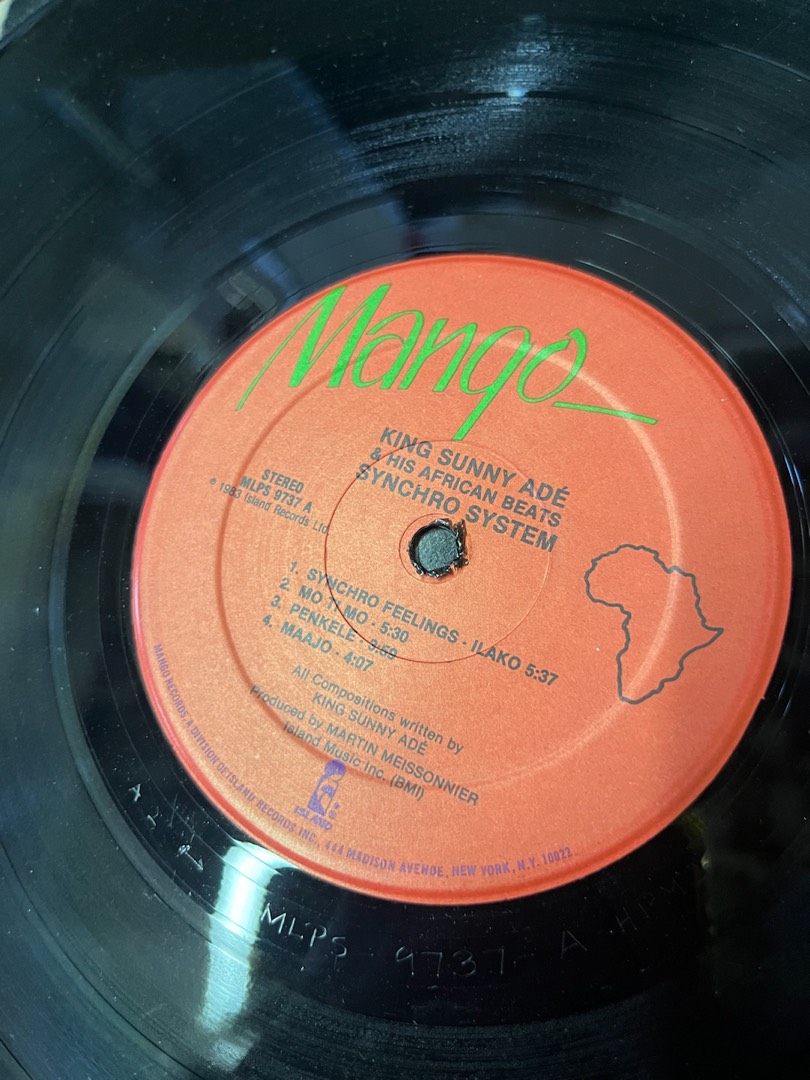 Mango
KING SUNNY ADÉ
& HIS AFRICAN BEATS
SYNCHRO SYSTEM
STEREO
MLPS 9737 A
℗ 1983 Island Records Ltd
1. SYNCHRO FEELINGS - ILAKO 5:37
2. MO TI MO - 5:30
3. PENKELE - 3:59
4. MAAJO - 4:07
All Compositions written by
KING SUNNY ADÉ
Produced by MARTIN MEISSONNIER
Island Music Inc. (BMI)
ISLAND
MANGO RECORDS, A DIVISION OF ISLAND RECORDS INC., 444 MADISON AVENUE, NEW YORK, N.Y. 10022
A2
MLPS 9737-A